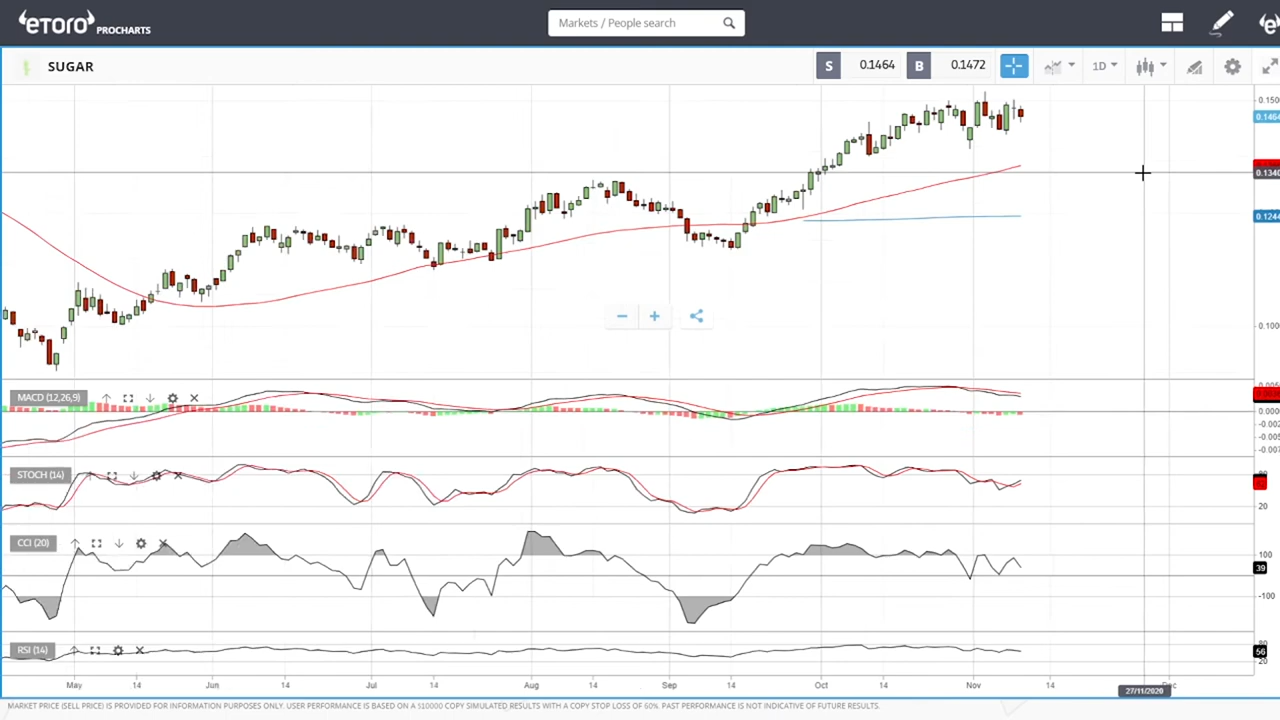 eTORO PROCHARTS
Markets / People search
SUGAR
S 0.1464 B 0.1472
1D
0.1464
0.1340
0.1244
0.1000
MACD (12,26,9)
STOCH (14)
20
CCI (20)
100
39
-100
RSI (14)
56
20
May 14 Jun 14 Jul 14 Aug 14 Sep 14 Oct 14 Nov 14
27/11/2020
MARKET PRICE (SELL PRICE) IS PROVIDED FOR INFORMATION PURPOSES ONLY. USER PERFORMANCE IS BASED ON A $10000 COPY SIMULATED RESULTS WITH A COPY STOP LOSS OF 60%. PAST PERFORMANCE IS NOT INDICATIVE OF FUTURE RESULTS.